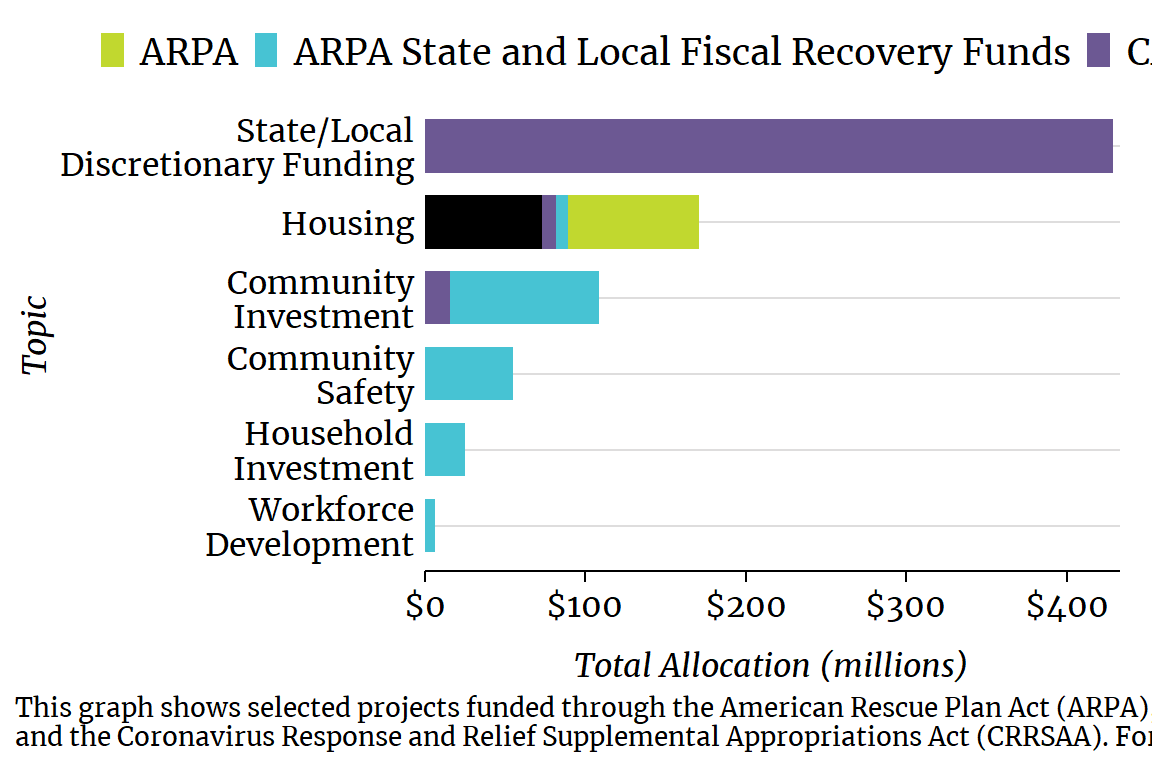 ARPA ARPA State and Local Fiscal Recovery Funds
State/Local
Discretionary Funding
Housing
Community
Investment
Community
Safety
Household
Investment
Workforce
Development
Topic
$0 $100 $200 $300 $400
Total Allocation (millions)
This graph shows selected projects funded through the American Rescue Plan Act (ARPA)
and the Coronavirus Response and Relief Supplemental Appropriations Act (CRRSAA). For